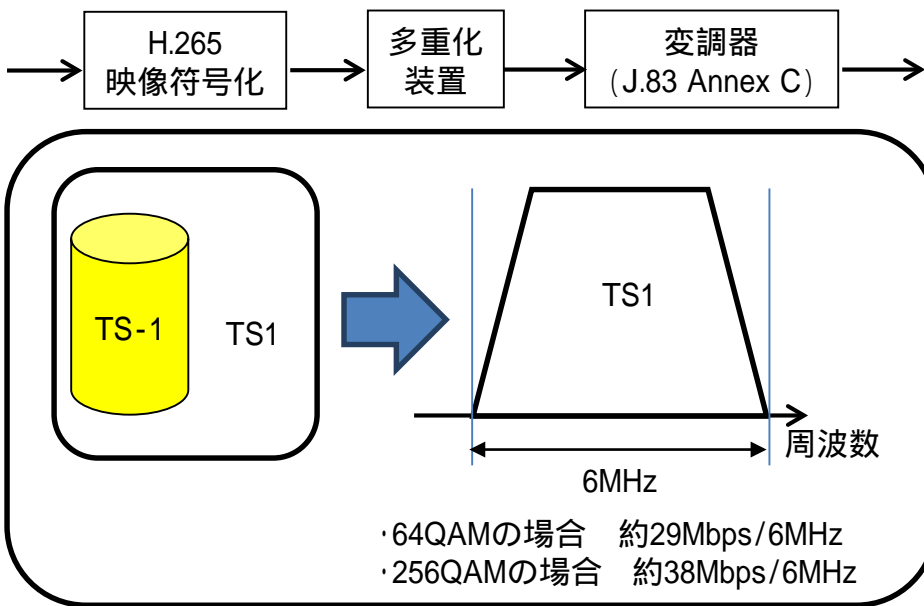 H.265
映像符号化
多重化
装置
変調器
(J.83 Annex C)
TS-1
TS1
TS1
周波数
6MHz
・64QAMの場合　約29Mbps/6MHz
・256QAMの場合　約38Mbps/6MHz